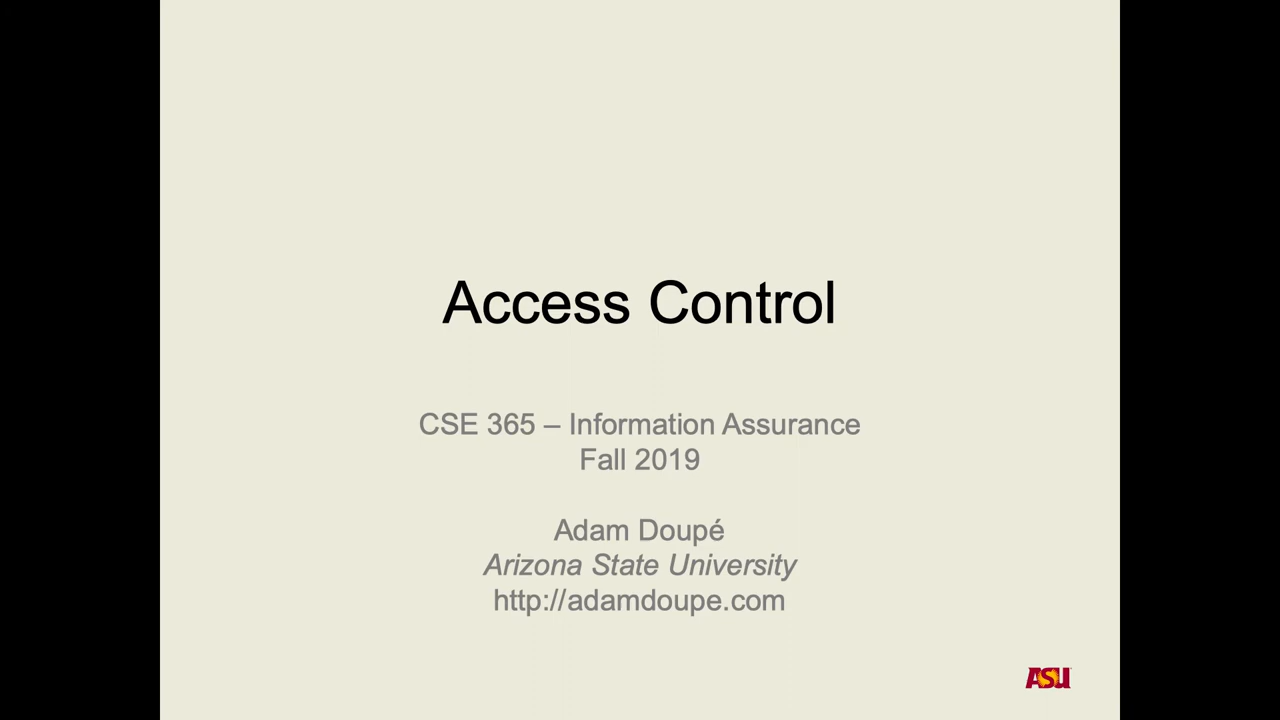 Access Control
CSE 365 – Information Assurance
Fall 2019
Adam Doupé
Arizona State University
http://adamdoupe.com
ASU